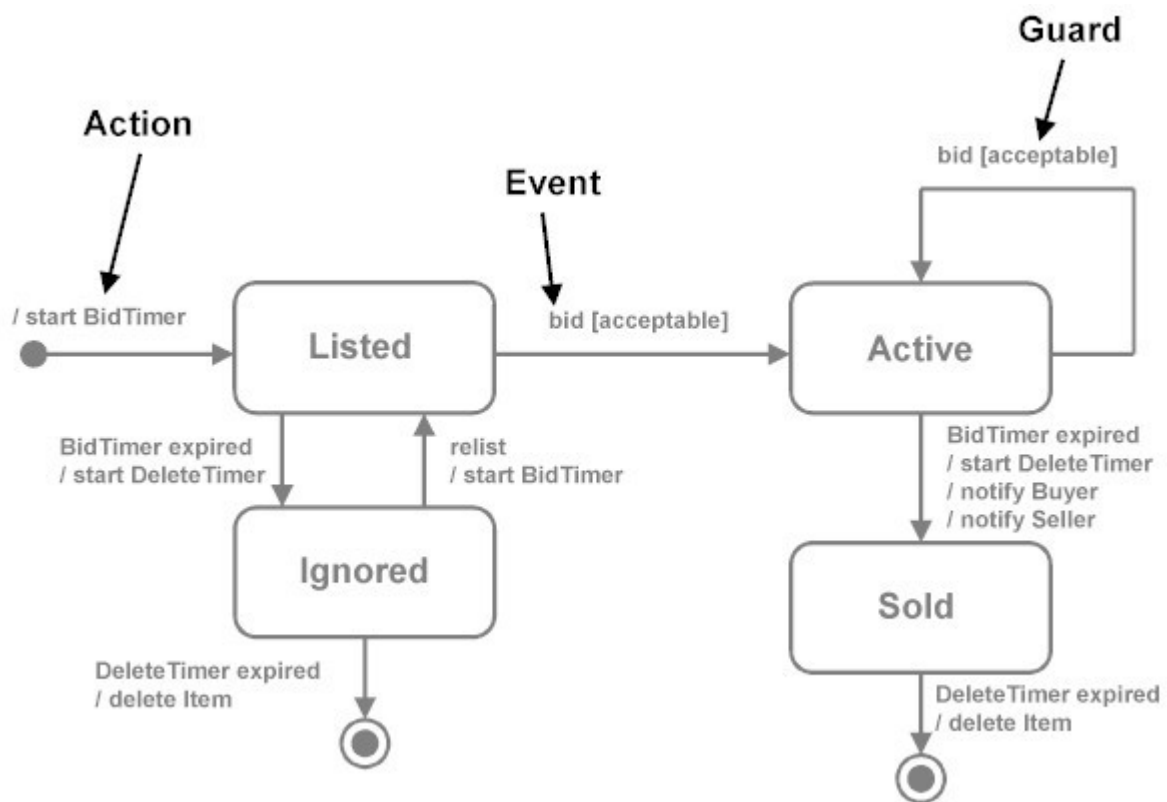 Guard
Action
bid [acceptable]
Event
/ start BidTimer
bid [acceptable]
Listed
Active
BidTimer expired
/ start DeleteTimer
relist
/ start BidTimer
BidTimer expired
/ start DeleteTimer
/ notify Buyer
/ notify Seller
Ignored
Sold
DeleteTimer expired
/ delete Item
DeleteTimer expired
/ delete Item